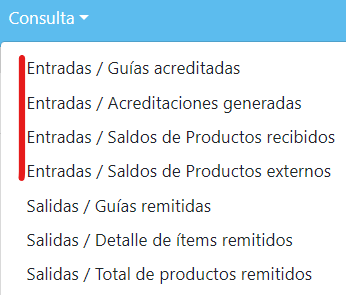 Consulta
Entradas / Guías acreditadas
Entradas / Acreditaciones generadas
Entradas / Saldos de Productos recibidos
Entradas / Saldos de Productos externos
Salidas / Guías remitidas
Salidas / Detalle de ítems remitidos
Salidas / Total de productos remitidos